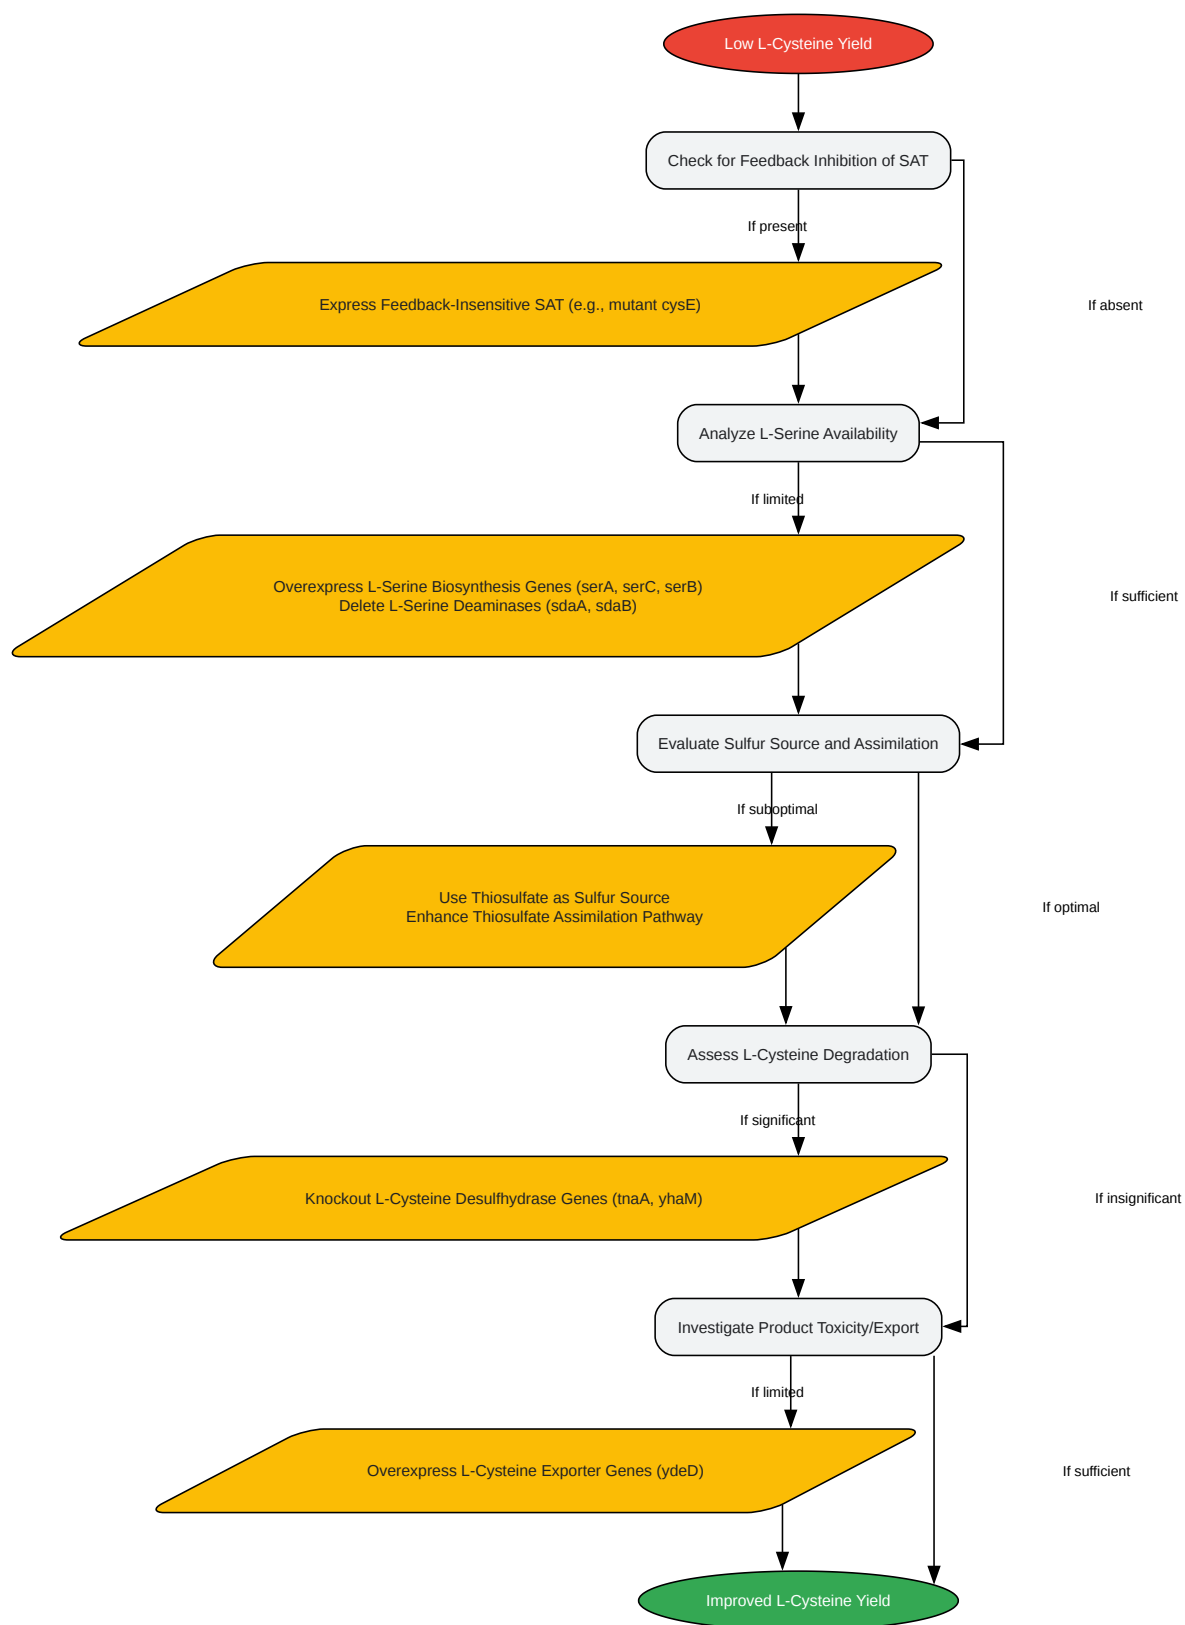 Low L-Cysteine Yield
Check for Feedback Inhibition of SAT
If present
Express Feedback-Insensitive SAT (e.g., mutant cysE)
If absent
Analyze L-Serine Availability
If limited
Overexpress L-Serine Biosynthesis Genes (serA, serC, serB)
Delete L-Serine Deaminases (sdaA, sdaB)
If sufficient
Evaluate Sulfur Source and Assimilation
If suboptimal
Use Thiosulfate as Sulfur Source
Enhance Thiosulfate Assimilation Pathway
If optimal
Assess L-Cysteine Degradation
If significant
Knockout L-Cysteine Desulfhydrase Genes (tnaA, yhaM)
If insignificant
Investigate Product Toxicity/Export
If limited
Overexpress L-Cysteine Exporter Genes (ydeD)
If sufficient
Improved L-Cysteine Yield